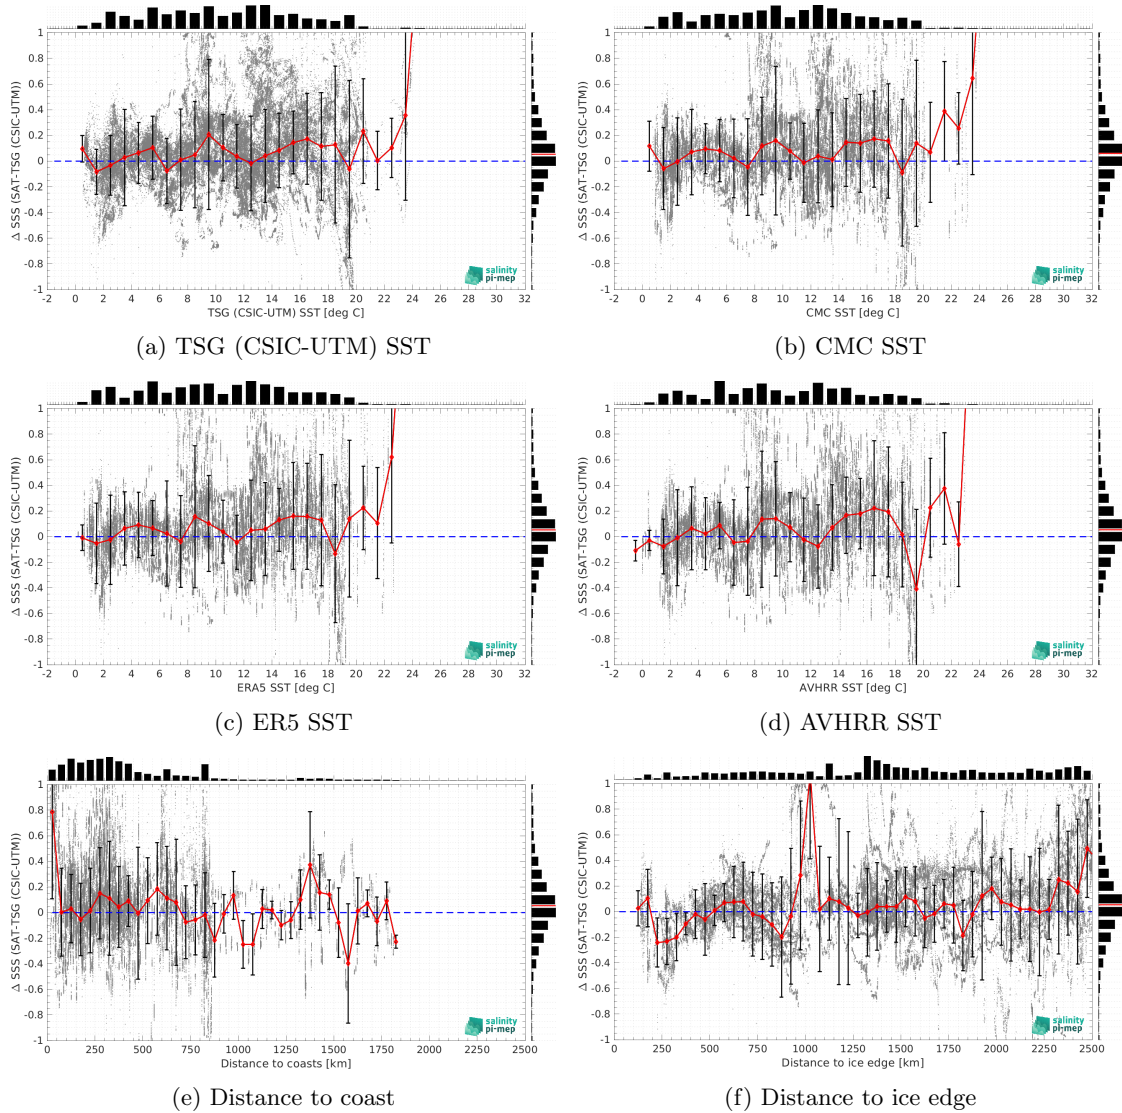 1
0.8
0.6
0.4
0.2
0
-0.2
-0.4
-0.6
-0.8
-1
Δ SSS (SAT-TSG (CSIC-UTM))
-2 0 2 4 6 8 10 12 14 16 18 20 22 24 26 28 30 32
TSG (CSIC-UTM) SST [deg C]
salinity
pi-mep
(a) TSG (CSIC-UTM) SST
1
0.8
0.6
0.4
0.2
0
-0.2
-0.4
-0.6
-0.8
-1
Δ SSS (SAT-TSG (CSIC-UTM))
-2 0 2 4 6 8 10 12 14 16 18 20 22 24 26 28 30 32
CMC SST [deg C]
salinity
pi-mep
(b) CMC SST
1
0.8
0.6
0.4
0.2
0
-0.2
-0.4
-0.6
-0.8
-1
Δ SSS (SAT-TSG (CSIC-UTM))
-2 0 2 4 6 8 10 12 14 16 18 20 22 24 26 28 30 32
ERA5 SST [deg C]
salinity
pi-mep
(c) ER5 SST
1
0.8
0.6
0.4
0.2
0
-0.2
-0.4
-0.6
-0.8
-1
Δ SSS (SAT-TSG (CSIC-UTM))
-2 0 2 4 6 8 10 12 14 16 18 20 22 24 26 28 30 32
AVHRR SST [deg C]
salinity
pi-mep
(d) AVHRR SST
1
0.8
0.6
0.4
0.2
0
-0.2
-0.4
-0.6
-0.8
-1
Δ SSS (SAT-TSG (CSIC-UTM))
0 250 500 750 1000 1250 1500 1750 2000 2250 2500
Distance to coasts [km]
salinity
pi-mep
(e) Distance to coast
1
0.8
0.6
0.4
0.2
0
-0.2
-0.4
-0.6
-0.8
-1
Δ SSS (SAT-TSG (CSIC-UTM))
0 250 500 750 1000 1250 1500 1750 2000 2250 2500
Distance to ice edge [km]
salinity
pi-mep
(f) Distance to ice edge